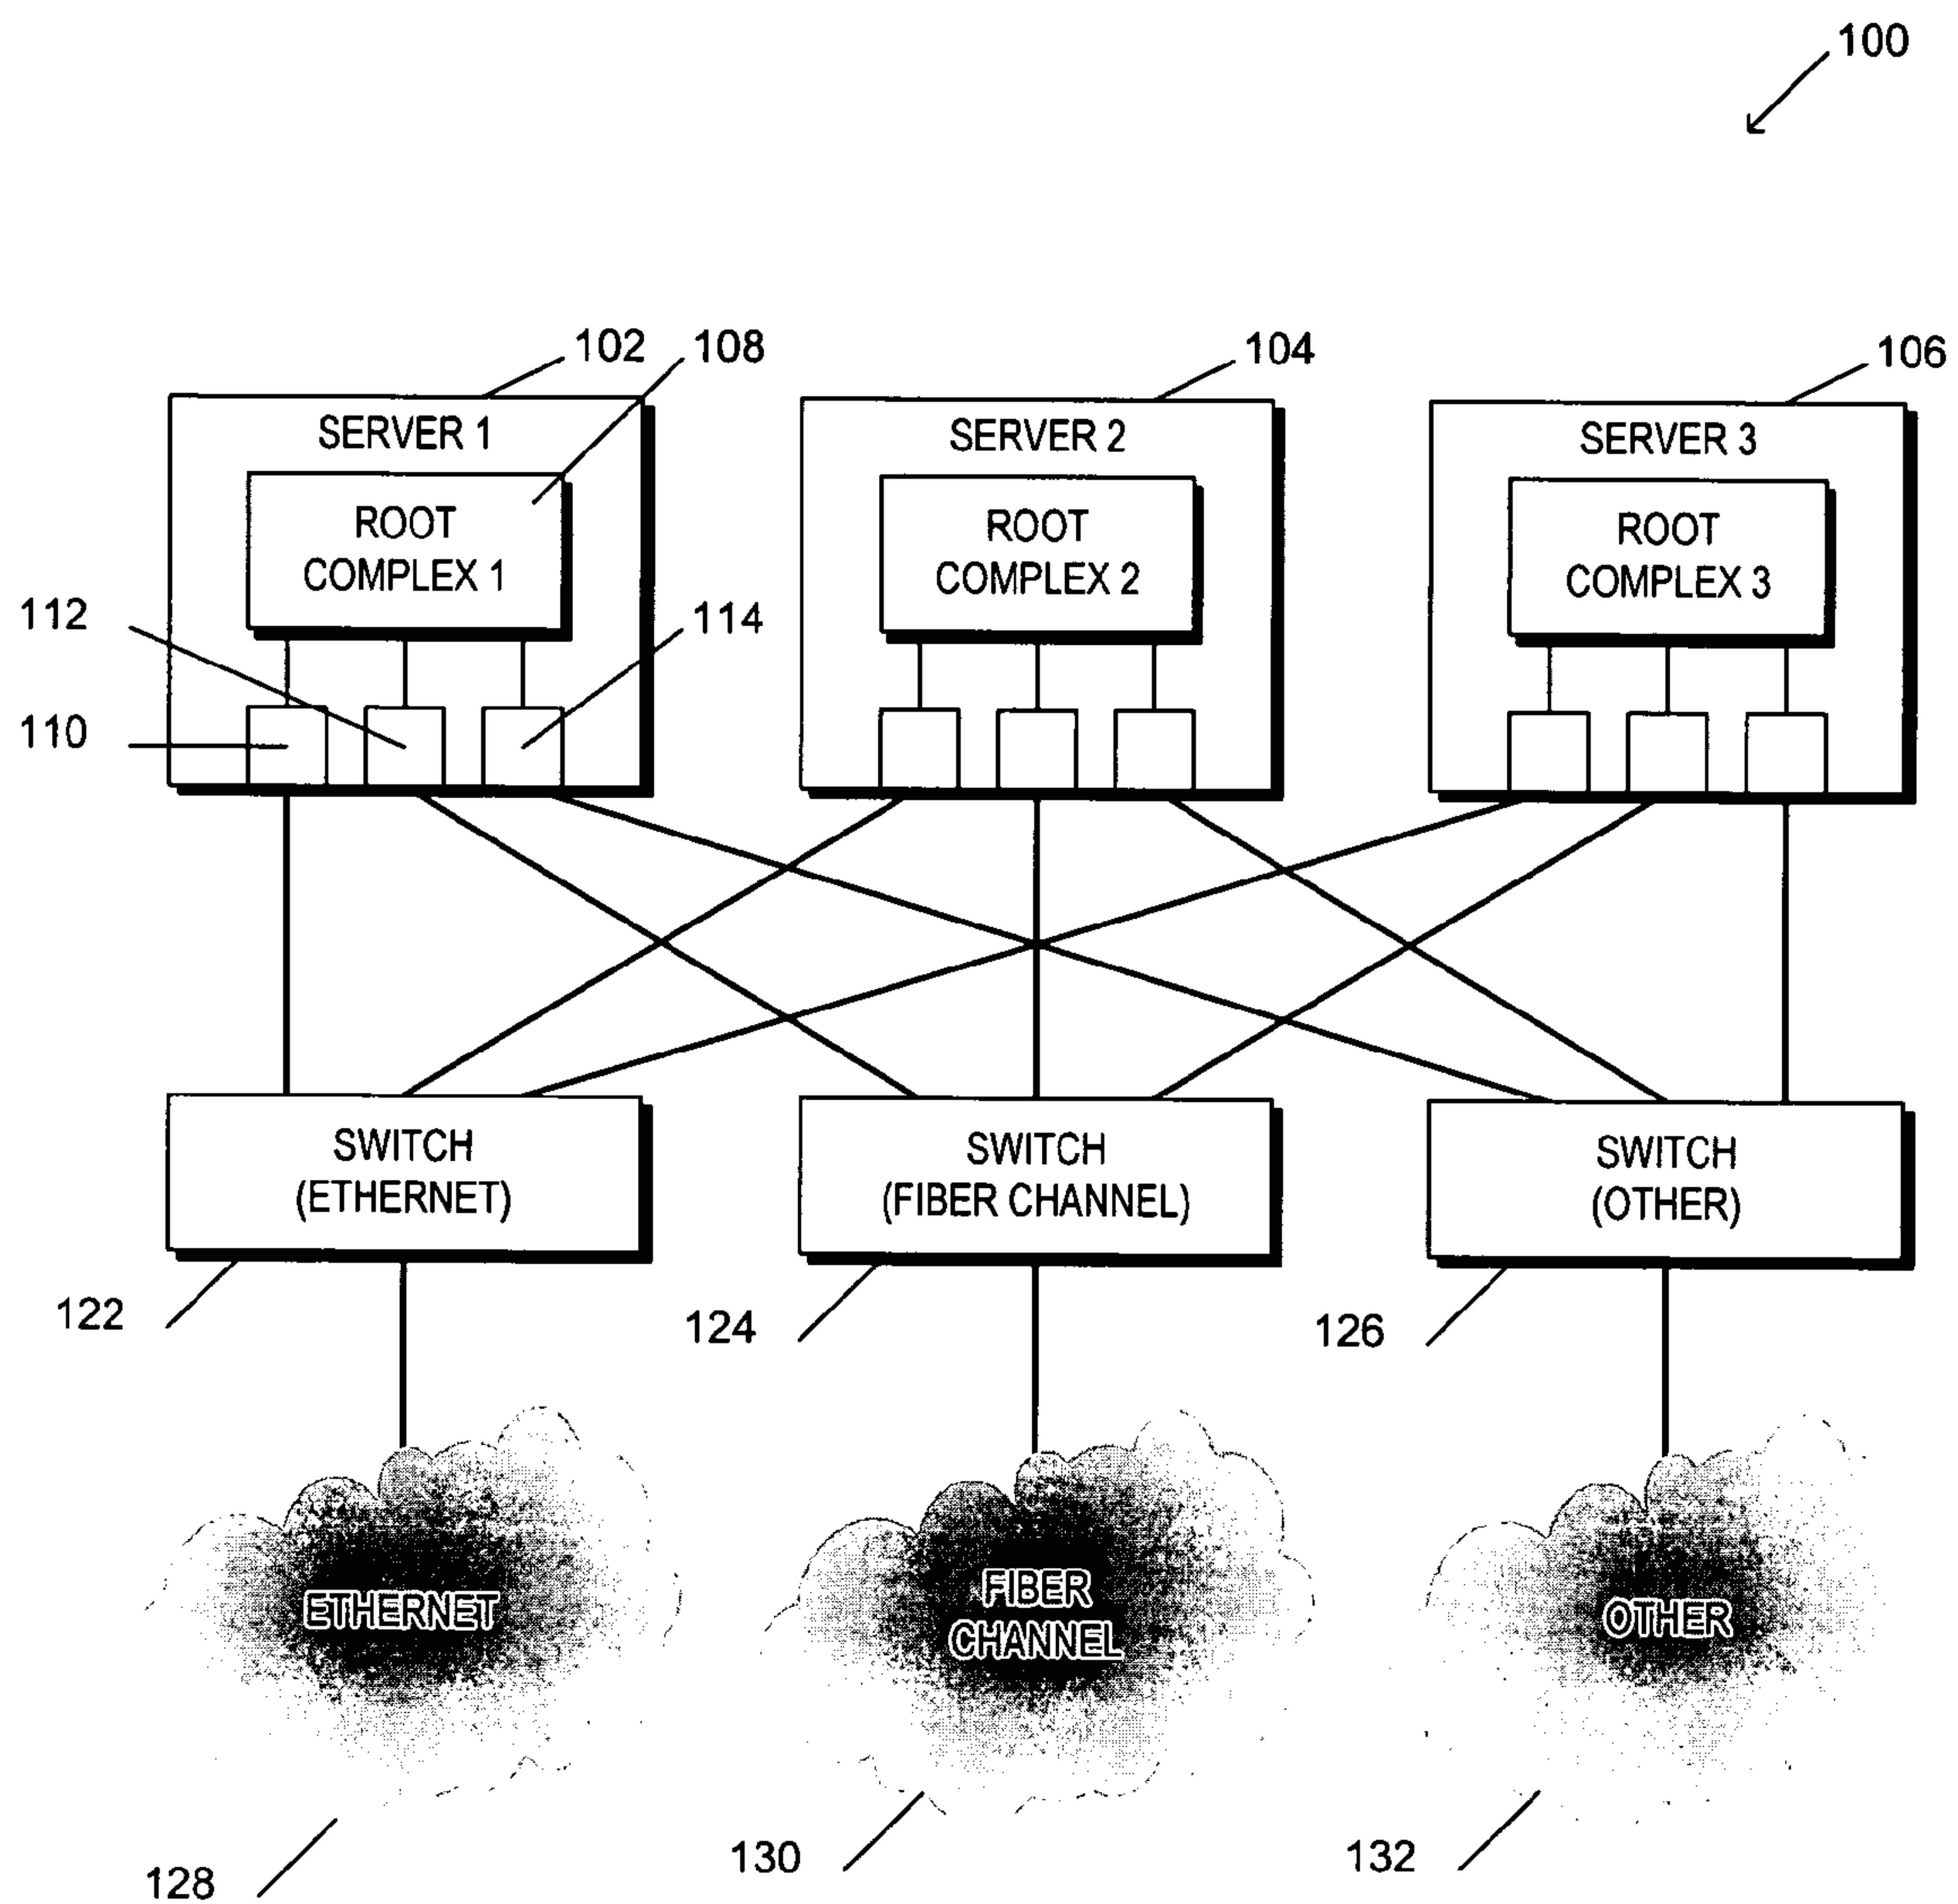 100
102
108
104
106
SERVER 1
SERVER 2
SERVER 3
ROOT
COMPLEX 1
ROOT
COMPLEX 2
ROOT
COMPLEX 3
112
114
110
SWITCH
(ETHERNET)
SWITCH
(FIBER CHANNEL)
SWITCH
(OTHER)
122
124
126
ETHERNET
FIBER
CHANNEL
OTHER
128
130
132